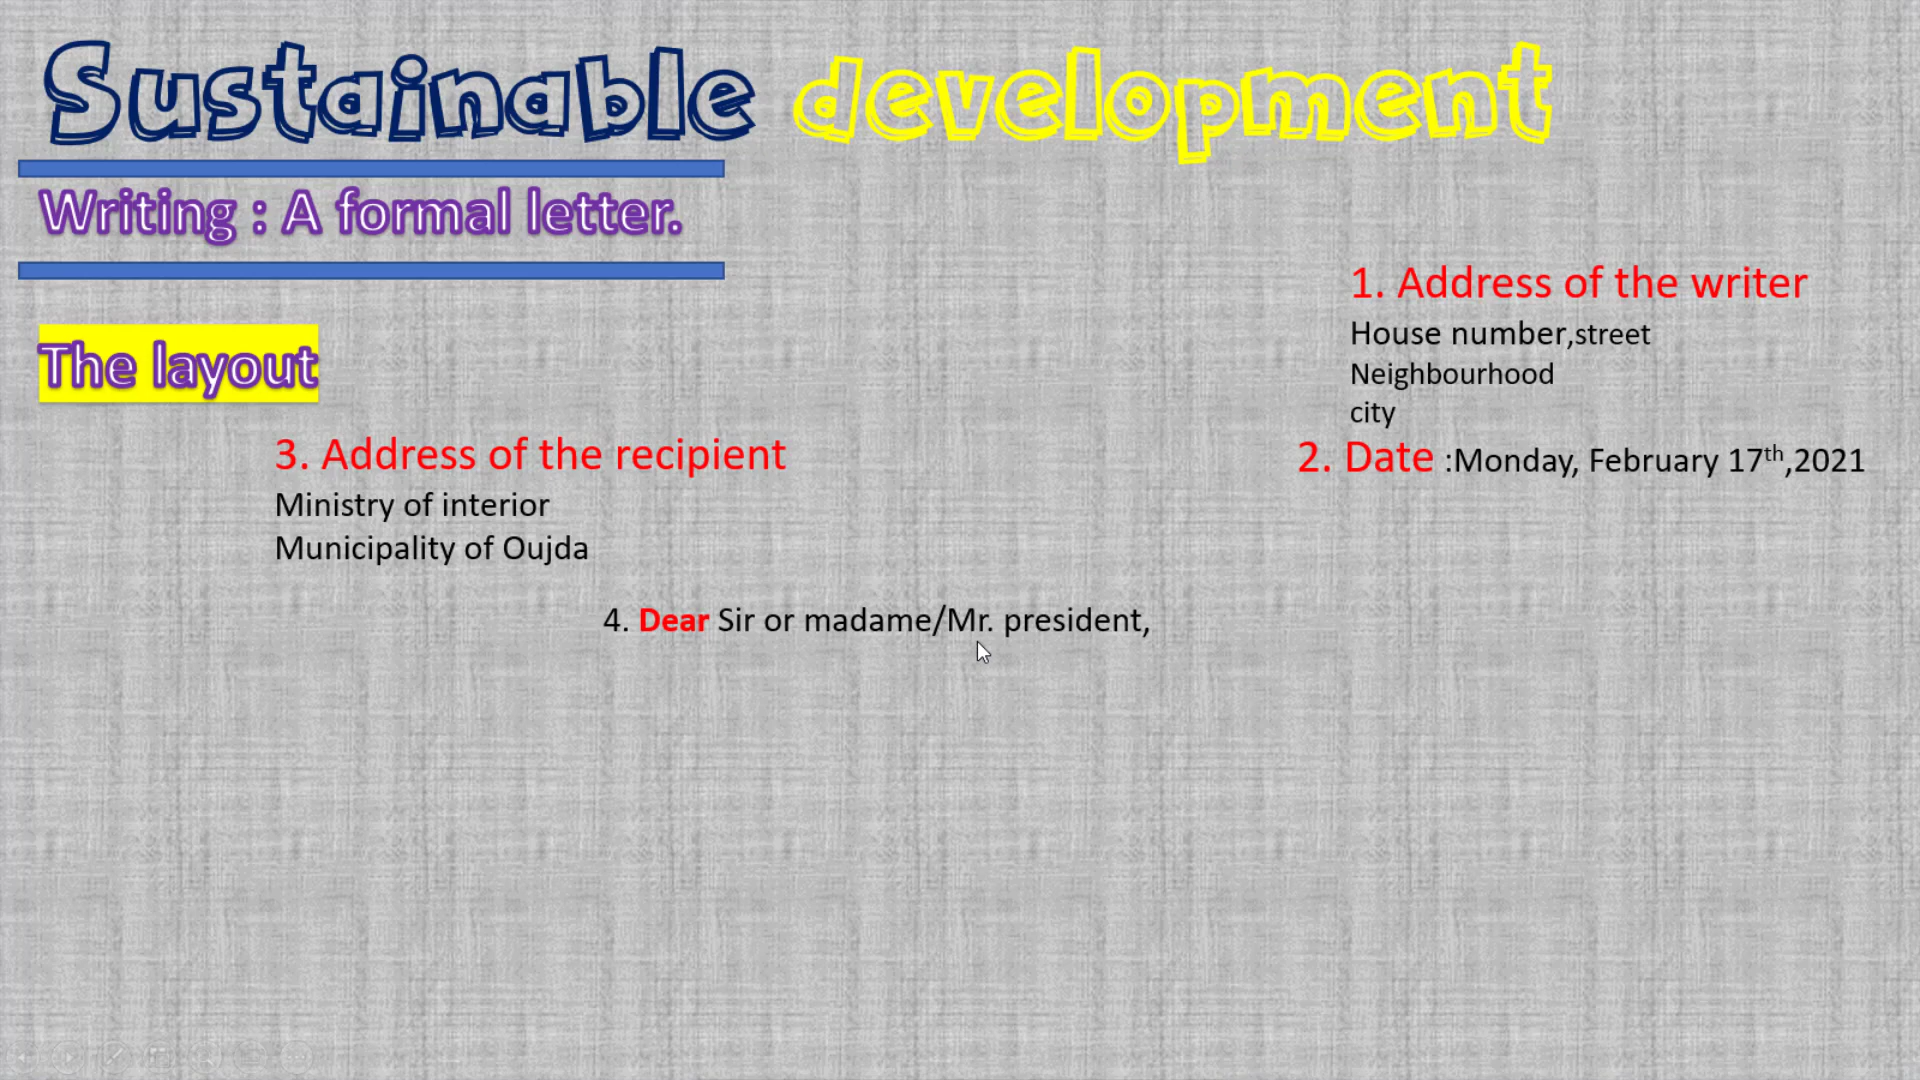 Sustainable development
Writing : A formal letter.
The layout
1. Address of the writer
House number,street
Neighbourhood
city
2. Date :Monday, February 17th,2021
3. Address of the recipient
Ministry of interior
Municipality of Oujda
4. Dear Sir or madame/Mr. president,